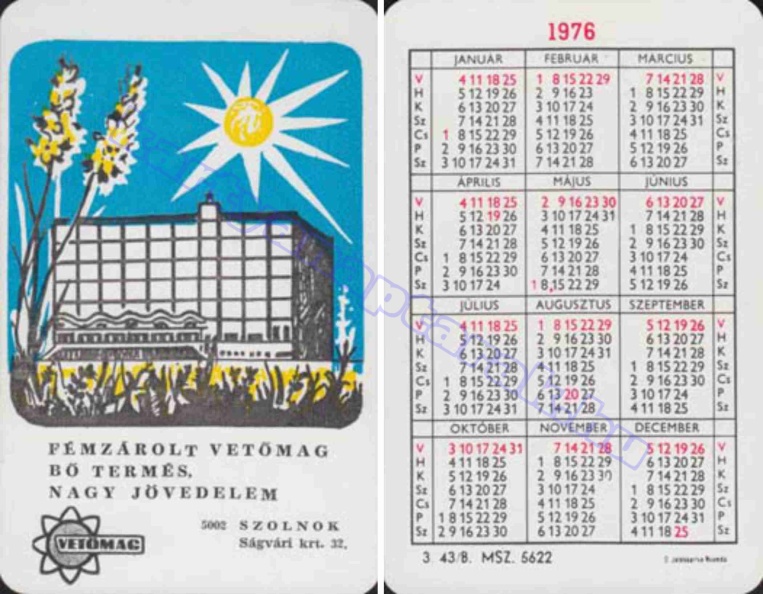 FÉMZÁROLT VETŐMAG
BŐ TERMÉS,
NAGY JÖVEDELEM
VETŐMAG
5002 SZOLNOK
Ságvári krt. 32.
1976
JANUÁR FEBRUÁR MÁRCIUS
V 4 11 18 25 1 8 15 22 29 7 14 21 28 V
H 5 12 19 26 2 9 16 23 1 8 15 22 29 H
K 6 13 20 27 3 10 17 24 2 9 16 23 30 K
Sz 7 14 21 28 4 11 18 25 3 10 17 24 31 Sz
Cs 1 8 15 22 29 5 12 19 26 4 11 18 25 Cs
P 2 9 16 23 30 6 13 20 27 5 12 19 26 P
Sz 3 10 17 24 31 7 14 21 28 6 13 20 27 Sz
ÁPRILIS MÁJUS JÚNIUS
V 4 11 18 25 2 9 16 23 30 6 13 20 27 V
H 5 12 19 26 3 10 17 24 31 7 14 21 28 H
K 6 13 20 27 4 11 18 25 1 8 15 22 29 K
Sz 7 14 21 28 5 12 19 26 2 9 16 23 30 Sz
Cs 1 8 15 22 29 6 13 20 27 3 10 17 24 Cs
P 2 9 16 23 30 7 14 21 28 4 11 18 25 P
Sz 3 10 17 24 1 8 15 22 29 5 12 19 26 Sz
JÚLIUS AUGUSZTUS SZEPTEMBER
V 4 11 18 25 1 8 15 22 29 5 12 19 26 V
H 5 12 19 26 2 9 16 23 30 6 13 20 27 H
K 6 13 20 27 3 10 17 24 31 7 14 21 28 K
Sz 7 14 21 28 4 11 18 25 1 8 15 22 29 Sz
Cs 1 8 15 22 29 5 12 19 26 2 9 16 23 30 Cs
P 2 9 16 23 30 6 13 20 27 3 10 17 24 P
Sz 3 10 17 24 31 7 14 21 28 4 11 18 25 Sz
OKTÓBER NOVEMBER DECEMBER
V 3 10 17 24 31 7 14 21 28 5 12 19 26 V
H 4 11 18 25 1 8 15 22 29 6 13 20 27 H
K 5 12 19 26 2 9 16 23 30 7 14 21 28 K
Sz 6 13 20 27 3 10 17 24 1 8 15 22 29 Sz
Cs 7 14 21 28 4 11 18 25 2 9 16 23 30 Cs
P 1 8 15 22 29 5 12 19 26 3 10 17 24 31 P
Sz 2 9 16 23 30 6 13 20 27 4 11 18 25 Sz
3 43/B. MSZ. 5622